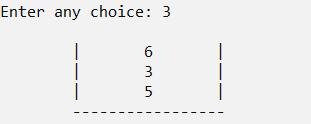 Enter any choice: 3
|       6       |
|       3       |
|       5       |
-----------------